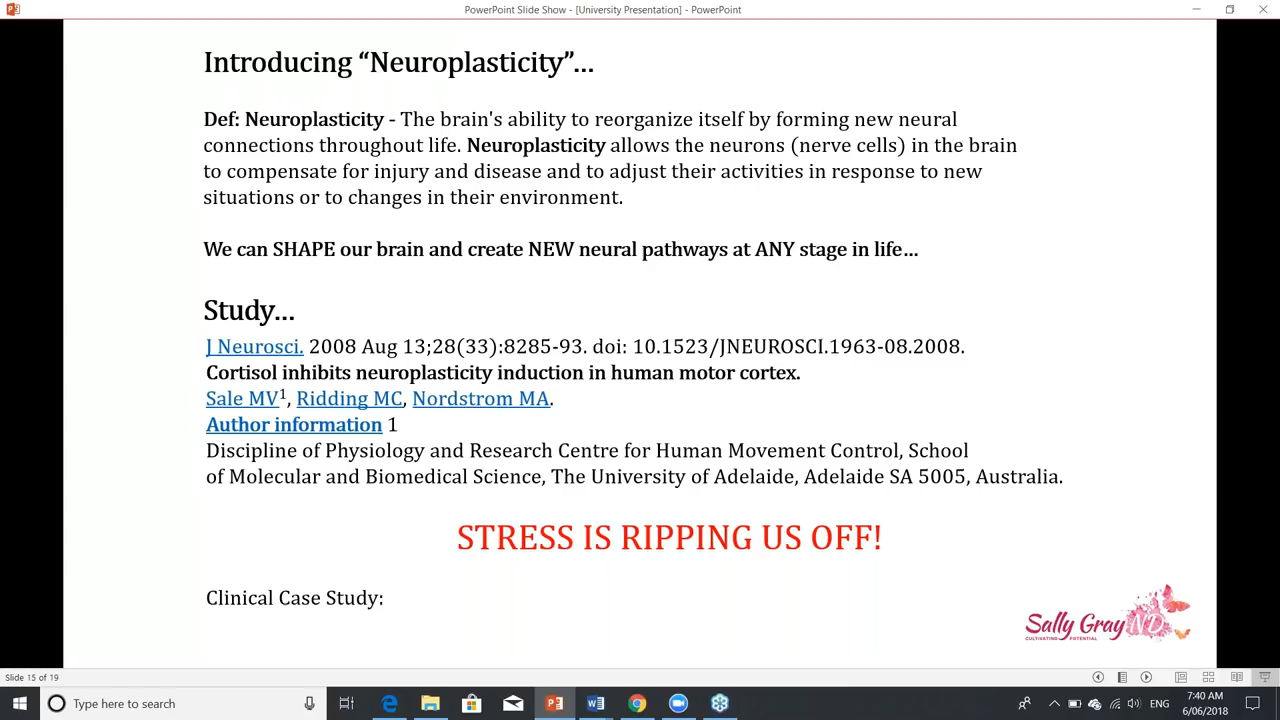 PowerPoint Slide Show - [University Presentation] - PowerPoint
Introducing “Neuroplasticity”...
Def: Neuroplasticity - The brain's ability to reorganize itself by forming new neural
connections throughout life. Neuroplasticity allows the neurons (nerve cells) in the brain
to compensate for injury and disease and to adjust their activities in response to new
situations or to changes in their environment.
We can SHAPE our brain and create NEW neural pathways at ANY stage in life...
Study...
J Neurosci. 2008 Aug 13;28(33):8285-93. doi: 10.1523/JNEUROSCI.1963-08.2008.
Cortisol inhibits neuroplasticity induction in human motor cortex.
Sale MV1, Ridding MC, Nordstrom MA.
Author information 1
Discipline of Physiology and Research Centre for Human Movement Control, School
of Molecular and Biomedical Science, The University of Adelaide, Adelaide SA 5005, Australia.
STRESS IS RIPPING US OFF!
Clinical Case Study:
Sally Gray ND
CULTIVATING POTENTIAL
Slide 15 of 19
Type here to search
7:40 AM
6/06/2018